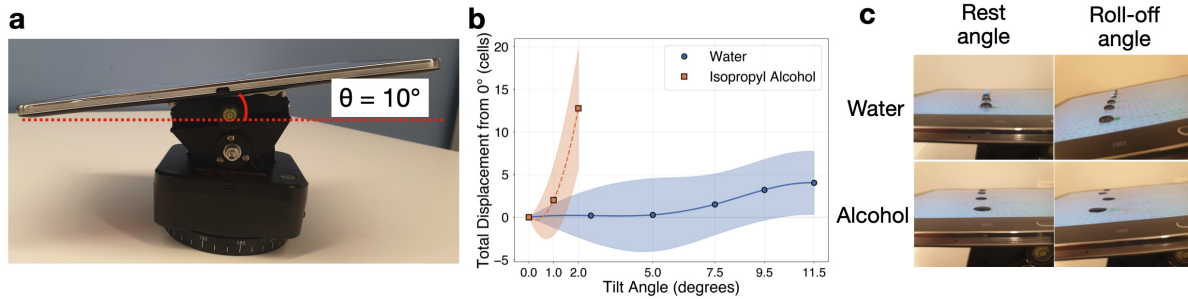 a
θ = 10°
b
Total Displacement from 0° (cells)
20
15
10
5
0
−5
Water
Isopropyl Alcohol
0.0 1.0 2.0 5.0 7.5 9.5 11.5
Tilt Angle (degrees)
c
Rest
angle
Roll-off
angle
Water
Alcohol